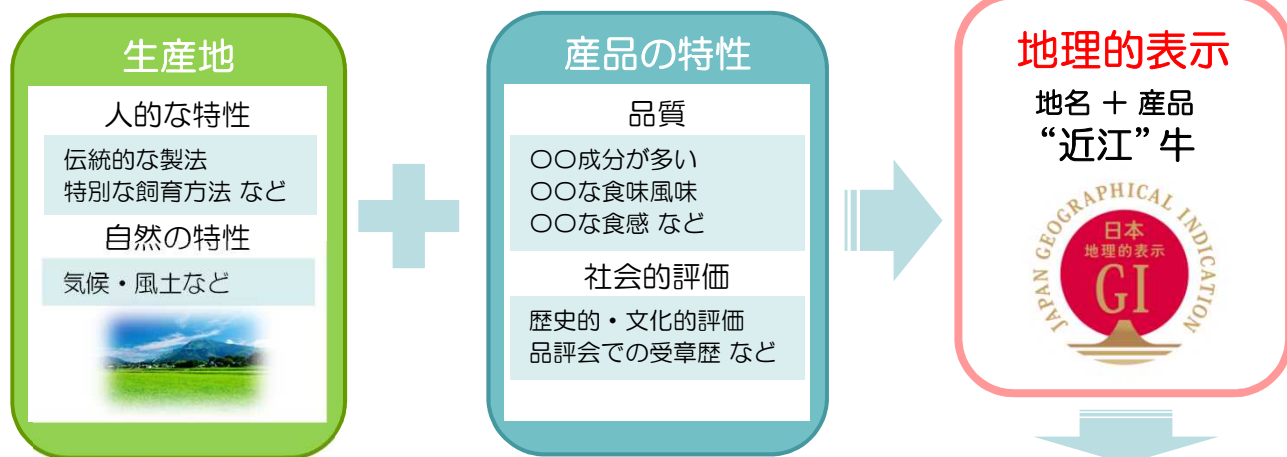 生産地
人的な特性
伝統的な製法
特別な飼育方法 など
自然の特性
気候・風土など
産品の特性
品質
〇〇成分が多い
〇〇な食味風味
〇〇な食感 など
社会的評価
歴史的・文化的評価
品評会での受章歴 など
地理的表示
地名 + 産品
“近江” 牛
JAPAN GEOGRAPHICAL INDICATION
日本
地理的表示
GI